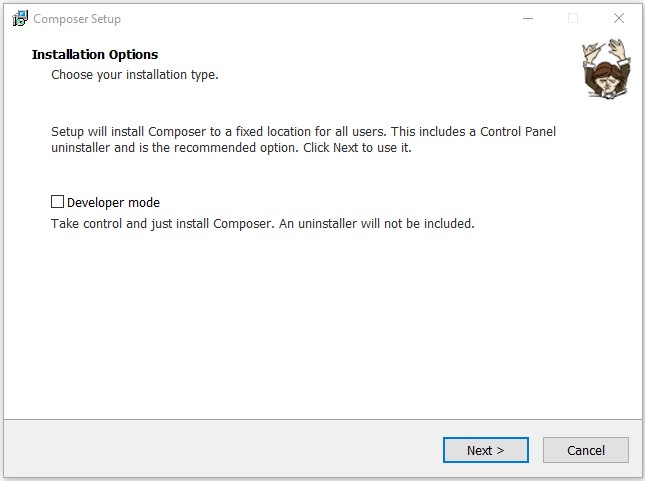 Composer Setup
Installation Options
Choose your installation type.
Setup will install Composer to a fixed location for all users. This includes a Control Panel
uninstaller and is the recommended option. Click Next to use it.
Developer mode
Take control and just install Composer. An uninstaller will not be included.
Next >
Cancel